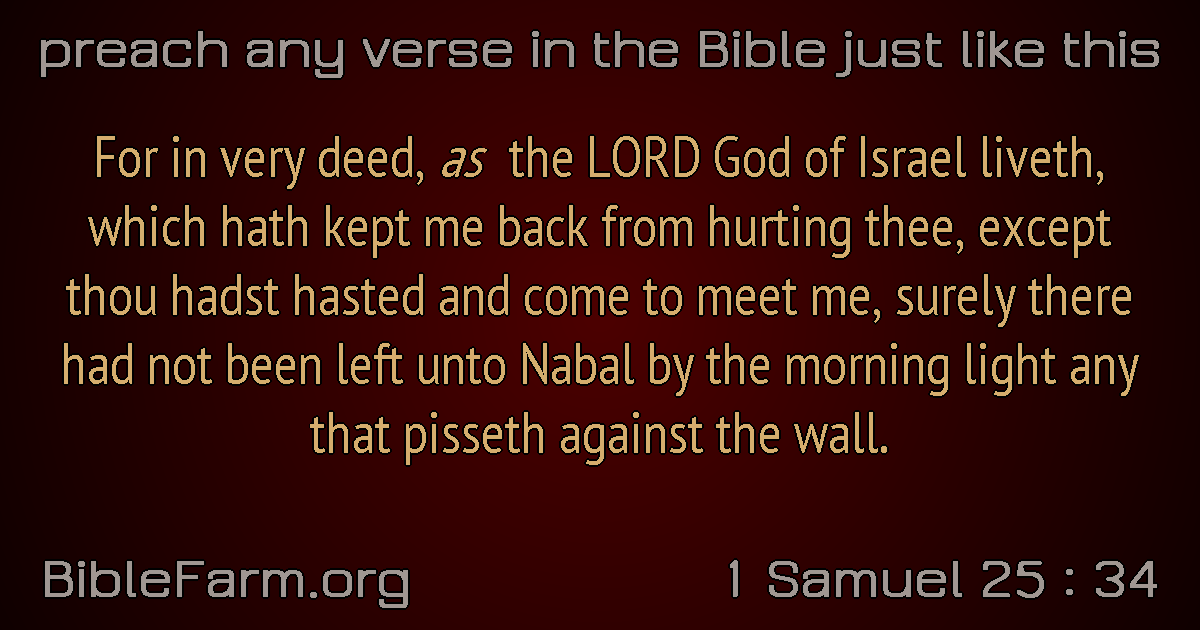 preach any verse in the Bible just like this
For in very deed, as the LORD God of Israel liveth,
which hath kept me back from hurting thee, except
thou hadst hasted and come to meet me, surely there
had not been left unto Nabal by the morning light any
that pisseth against the wall.
BibleFarm.org
1 Samuel 25 : 34